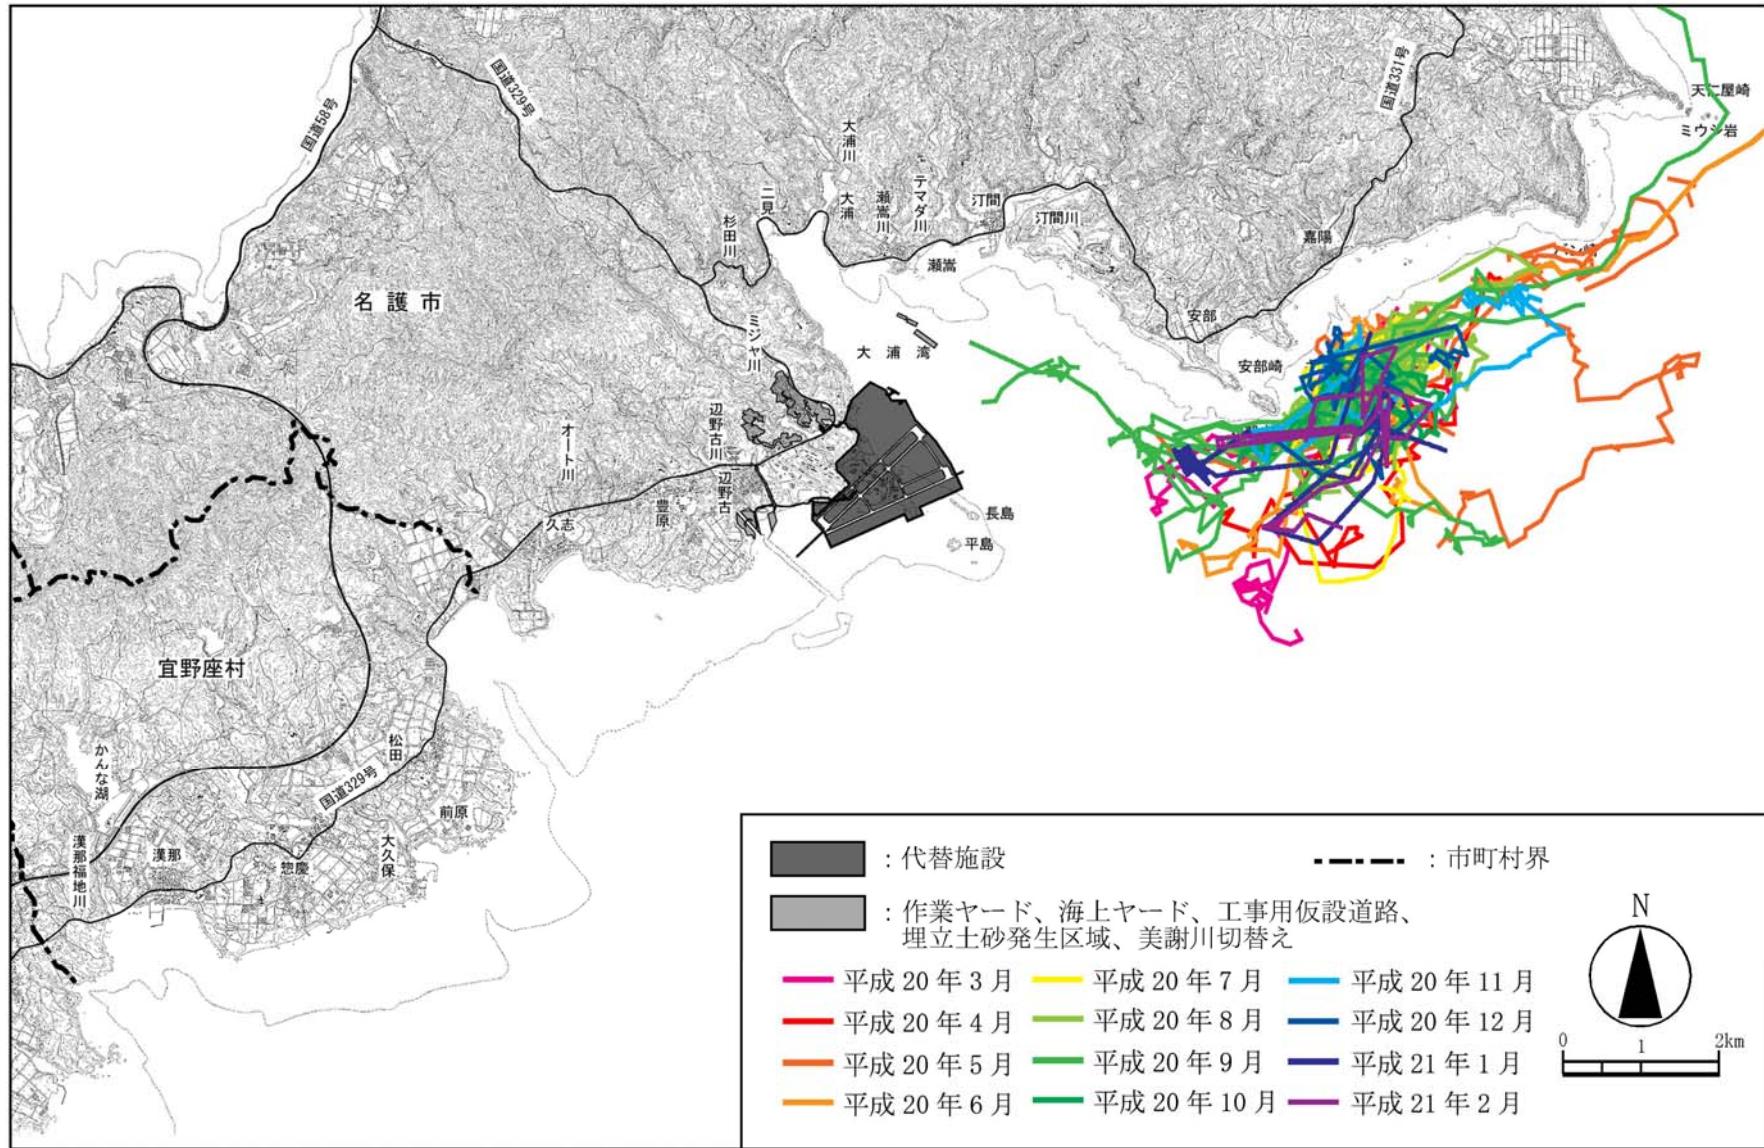 国道58号
国道329号
国道331号
天仁屋崎
ミウシ岩
大浦川
大浦
瀬嵩川
テマダ川
汀間
汀間川
二見
杉田川
瀬嵩
嘉陽
名護市
ミジャ川
大浦湾
安部
安部崎
辺野古川
辺野古
オート川
豊原
久志
長島
平島
宜野座村
かんな湖
松田
国道329号
前原
大久保
漢那福地川
漢那
惣慶
:代替施設
:市町村界
:作業ヤード、海上ヤード、工事用仮設道路、
埋立土砂発生区域、美謝川切替え
平成20年3月
平成20年4月
平成20年5月
平成20年6月
平成20年7月
平成20年8月
平成20年9月
平成20年10月
平成20年11月
平成20年12月
平成21年1月
平成21年2月
N
0 1 2km